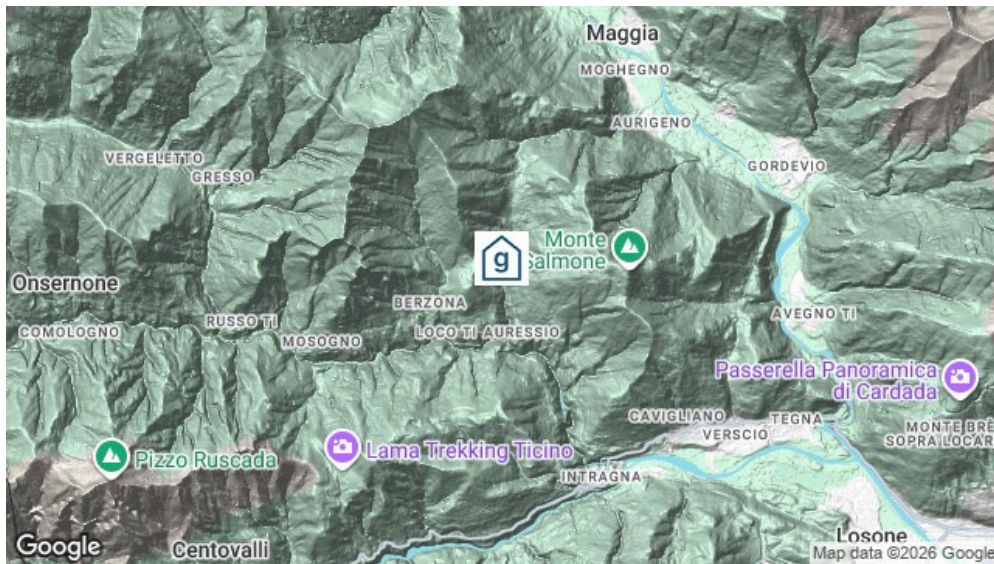 Maggia
MOGHEGNO
AURIGENO
VERGELETTO
GORDEVIO
GRESSO
Monte
Salmone
g
Onsernone
BERZONA
COMOLOGNO
RUSSO TI
MOSOGNO
LOCO TI
AURESSIO
AVEGNO TI
Passerella Panoramica
di Cardada
CAVIGLIANO
TEGNA
VERSCIO
MONTE BRÈ
SOPRA LOCAR
Pizzo Ruscada
Lama Trekking Ticino
INTRAGNA
Google
Centovalli
Losone
Map data ©2026 Google